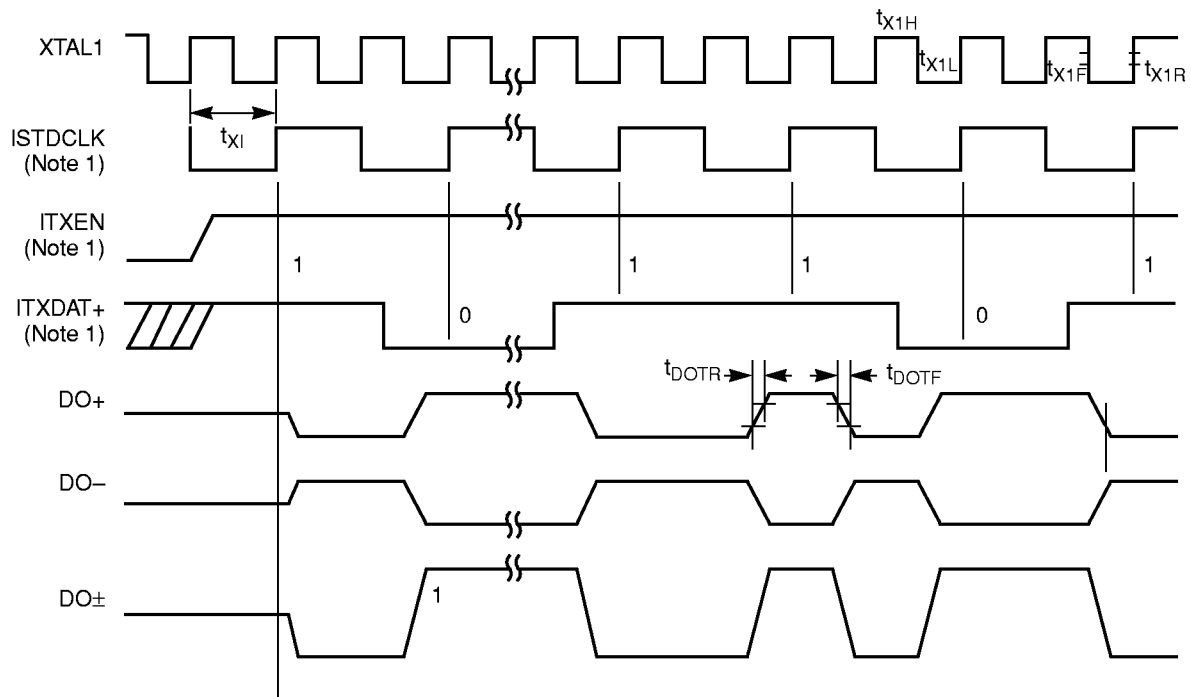 XTAL1
tX1H
tX1L
tX1F
tX1R
tXI
ISTDCLK
(Note 1)
ITXEN
(Note 1)
1
1
1
1
ITXDAT+
(Note 1)
0
0
tDOTR
tDOTF
DO+
DO–
DO±
1